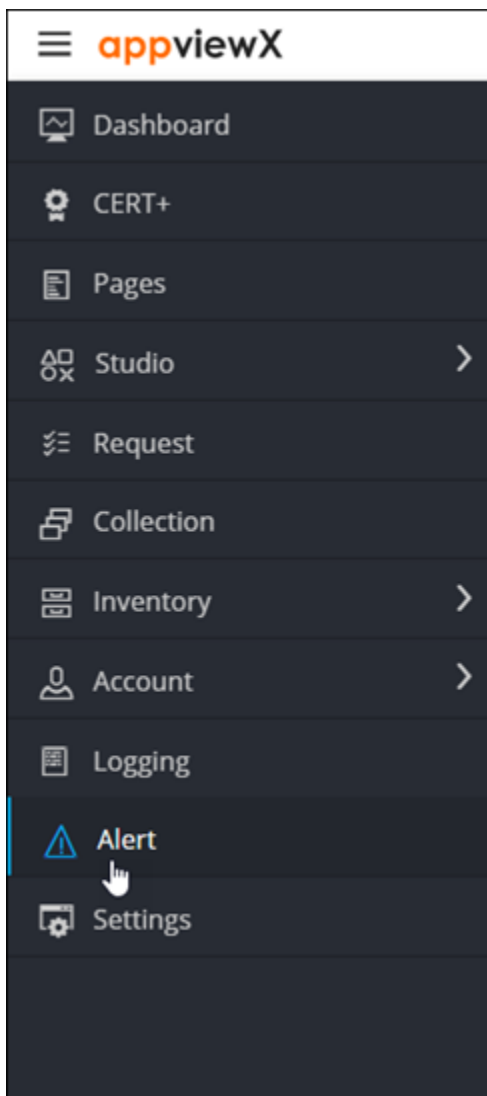 appviewX
Dashboard
CERT+
Pages
Studio
Request
Collection
Inventory
Account
Logging
Alert
Settings